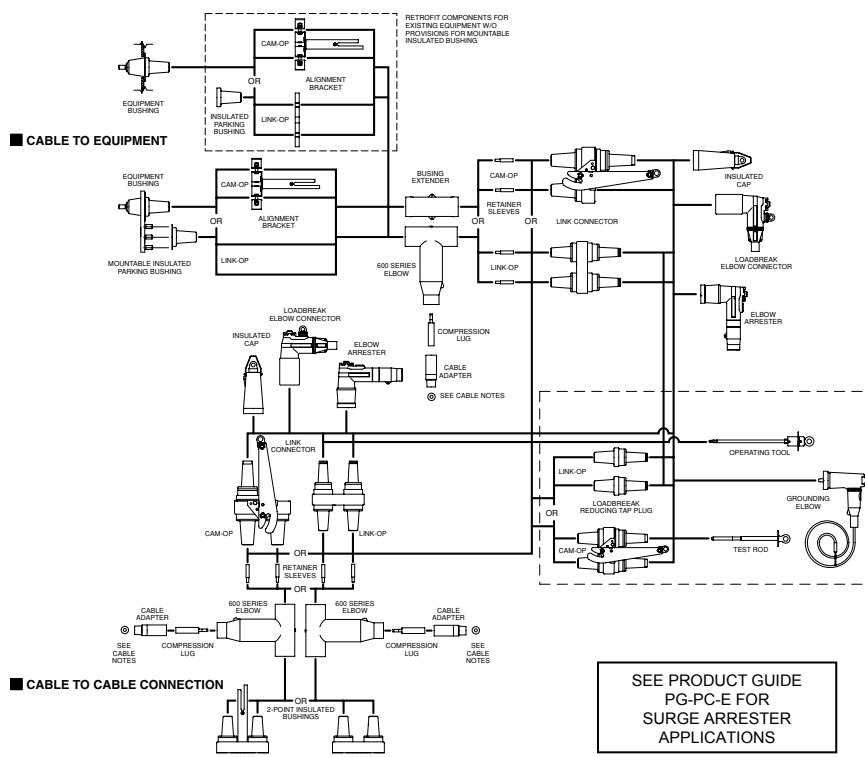 RETROFIT COMPONENTS FOR
EXISTING EQUIPMENT W/O
PROVISIONS FOR MOUNTABLE
INSULATED BUSHING
CAM-OP
OR
ALIGNMENT
BRACKET
EQUIPMENT
BUSHING
INSULATED
PARKING
BUSHING
LINK-OP
■ CABLE TO EQUIPMENT
EQUIPMENT
BUSHING
CAM-OP
OR
ALIGNMENT
BRACKET
MOUNTABLE INSULATED
PARKING BUSHING
LINK-OP
BUSING
EXTENDER
600 SERIES
ELBOW
CAM-OP
RETAINER
SLEEVES
OR
OR
LINK CONNECTOR
LINK-OP
INSULATED
CAP
LOADBREAK
ELBOW CONNECTOR
ELBOW
ARRESTER
COMPRESSION
LUG
CABLE
ADAPTER
SEE CABLE NOTES
INSULATED
CAP
LOADBREAK
ELBOW CONNECTOR
ELBOW
ARRESTER
LINK
CONNECTOR
CAM-OP
LINK-OP
OR
RETAINER
SLEEVES
OR
OPERATING TOOL
LINK-OP
LOADBREEAK
REDUCING TAP PLUG
OR
CAM-OP
GROUNDING
ELBOW
TEST ROD
CABLE
ADAPTER
600 SERIES
ELBOW
600 SERIES
ELBOW
CABLE
ADAPTER
SEE
CABLE
NOTES
COMPRESSION
LUG
COMPRESSION
LUG
SEE
CABLE
NOTES
■ CABLE TO CABLE CONNECTION
OR
2-POINT INSULATED
BUSHINGS
SEE PRODUCT GUIDE
PG-PC-E FOR
SURGE ARRESTER
APPLICATIONS